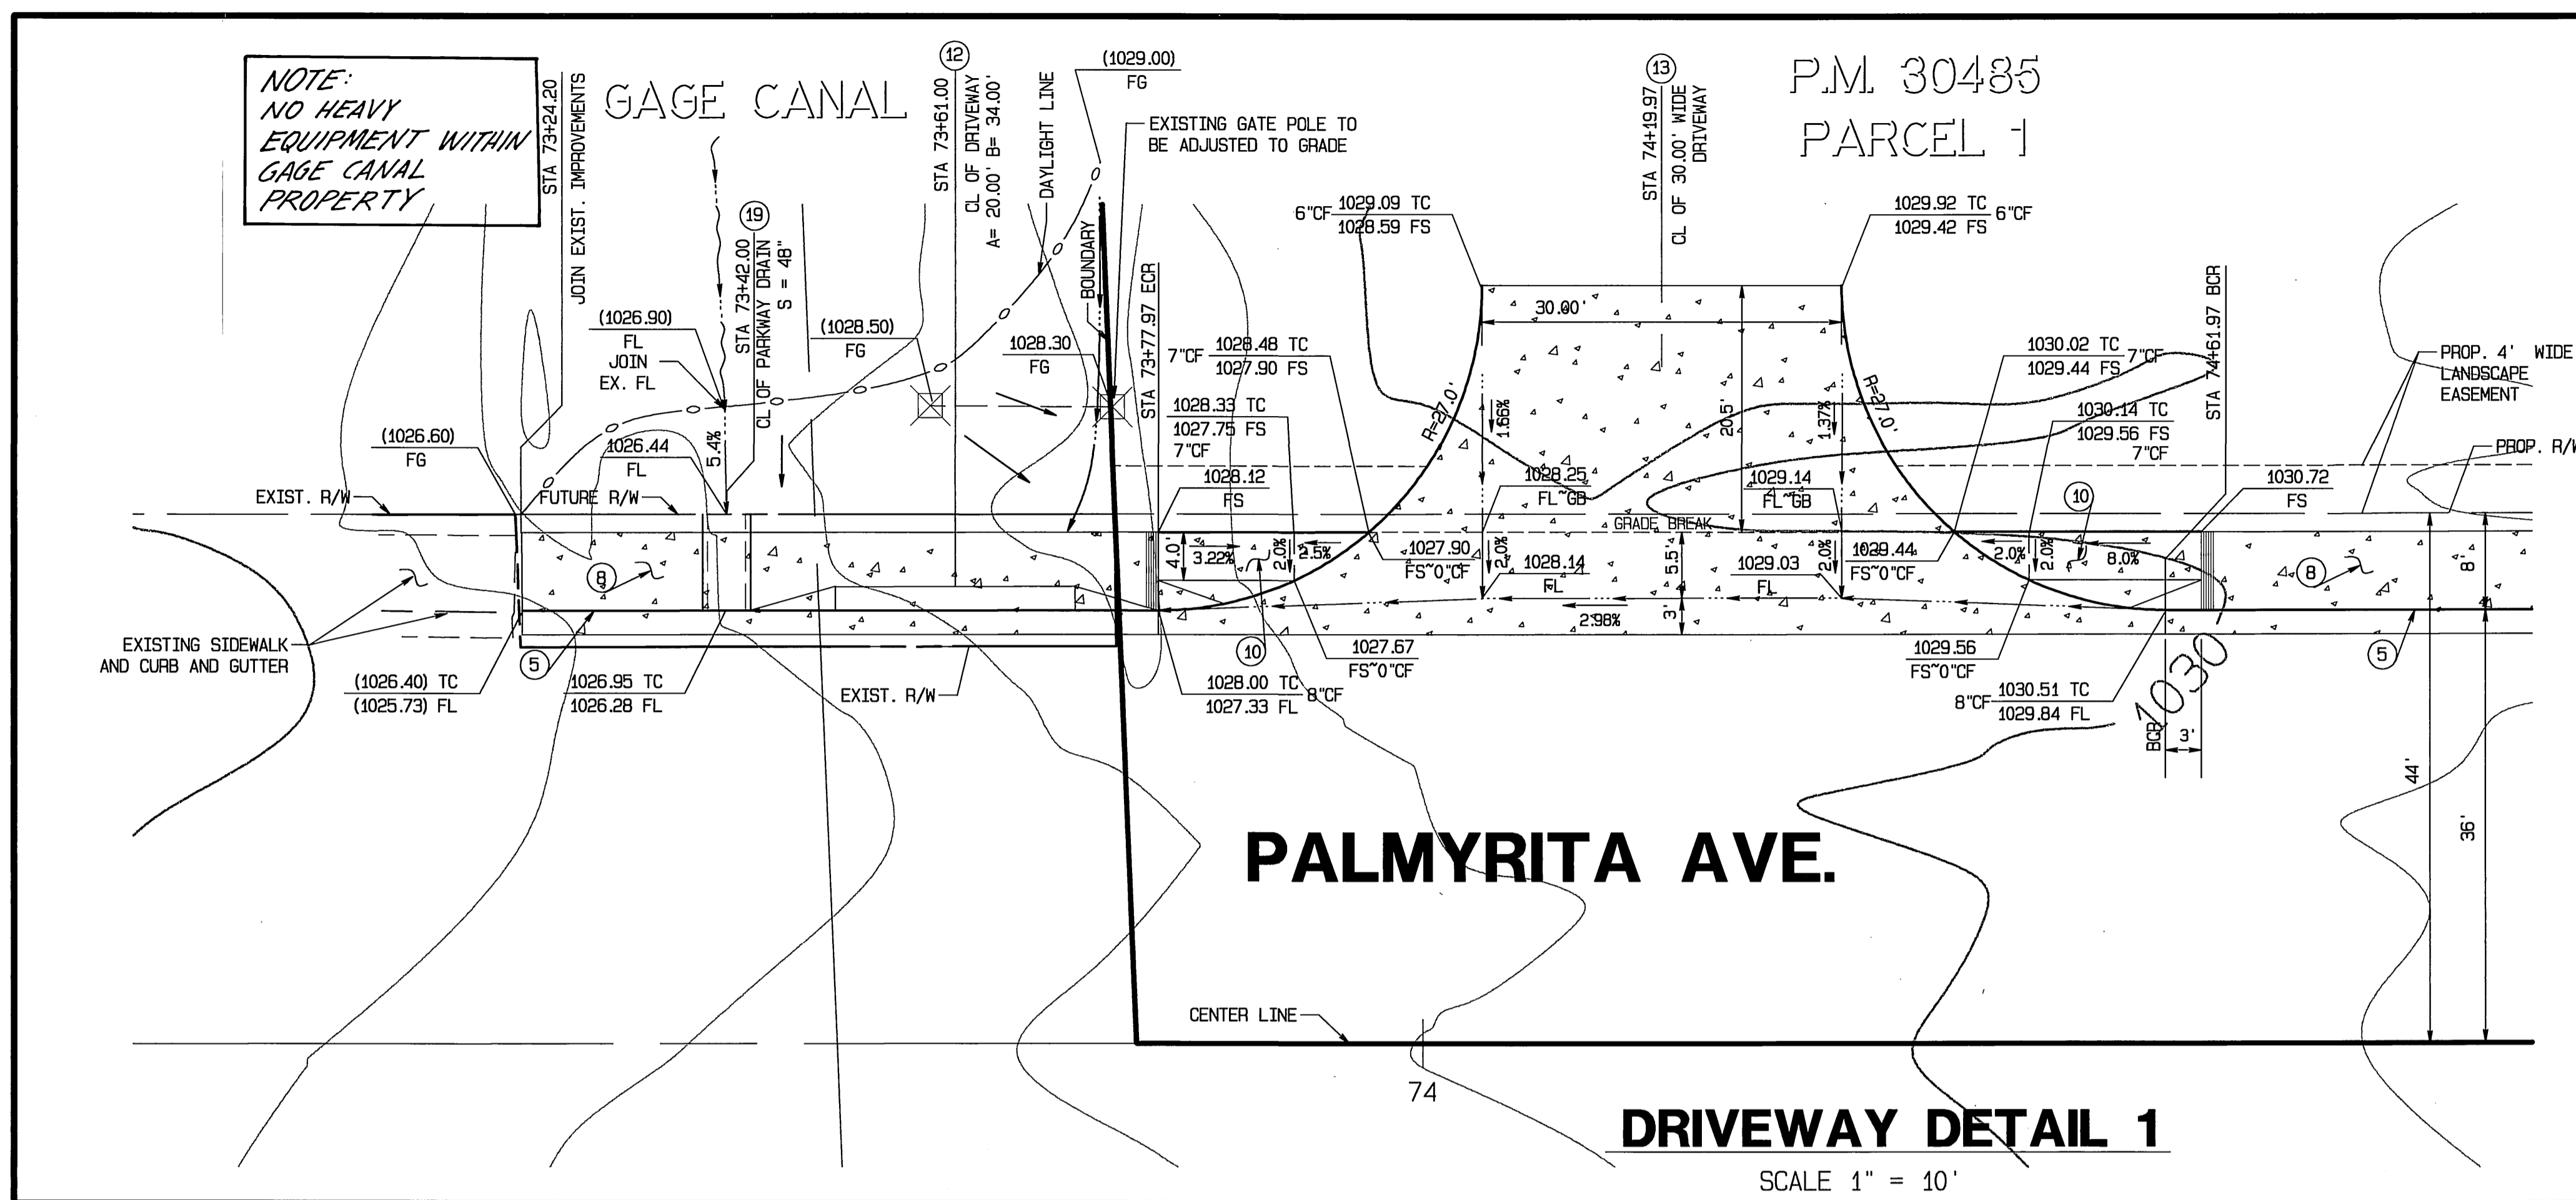 NOTE:
NO HEAVY
EQUIPMENT WITHIN
GAGE CANAL
PROPERTY
STA 73+24.20
JOIN EXIST. IMPROVEMENTS
GAGE CANAL
19
STA 73+42.00
CL OF PARKWAY DRAIN
S = 48"
12
STA 73+61.00
CL OF DRIVEWAY
A= 20.00' B= 34.00'
DAYLIGHT LINE
(1029.00)
FG
EXISTING GATE POLE TO
BE ADJUSTED TO GRADE
BOUNDARY
STA 73+77.97 ECR
13
STA 74+19.97
CL OF 30.00' WIDE
DRIVEWAY
P.M. 30485
PARCEL 1
6"CF
1029.09 TC
1028.59 FS
1029.92 TC
1029.42 FS
6"CF
30.00'
(1026.90)
FL
JOIN
EX. FL
(1028.50)
FG
1028.30
FG
7"CF
1028.48 TC
1027.90 FS
1028.33 TC
1027.75 FS
7"CF
1028.12
FS
R=27.0'
1.66%
20.5'
1.37%
R=27.0'
1030.02 TC
1029.44 FS
7"CF
1030.14 TC
1029.56 FS
7"CF
STA 74+61.97 BCR
PROP. 4' WIDE
LANDSCAPE
EASEMENT
PROP. R/W
(1026.60)
FG
1026.44
FL
5.4%
EXIST. R/W
FUTURE R/W
1028.25
FL~GB
1029.14
FL~GB
GRADE BREAK
10
1030.72
FS
8
4.0'
3.22%
2.0%
2.5%
1027.90
FS~0"CF
2.0%
1028.14
FL
5.5'
1029.03
FL
2.0%
1029.44
FS~0"CF
2.0%
2.0%
8.0%
8
8'
2.98%
3'
EXISTING SIDEWALK
AND CURB AND GUTTER
5
10
1027.67
FS~0"CF
1029.56
FS~0"CF
5
(1026.40) TC
(1025.73) FL
1026.95 TC
1026.28 FL
EXIST. R/W
1028.00 TC
1027.33 FL
8"CF
8"CF
1030.51 TC
1029.84 FL
1030
BCR
3'
44'
36'
PALMYRITA AVE.
CENTER LINE
74
DRIVEWAY DETAIL 1
SCALE 1" = 10'